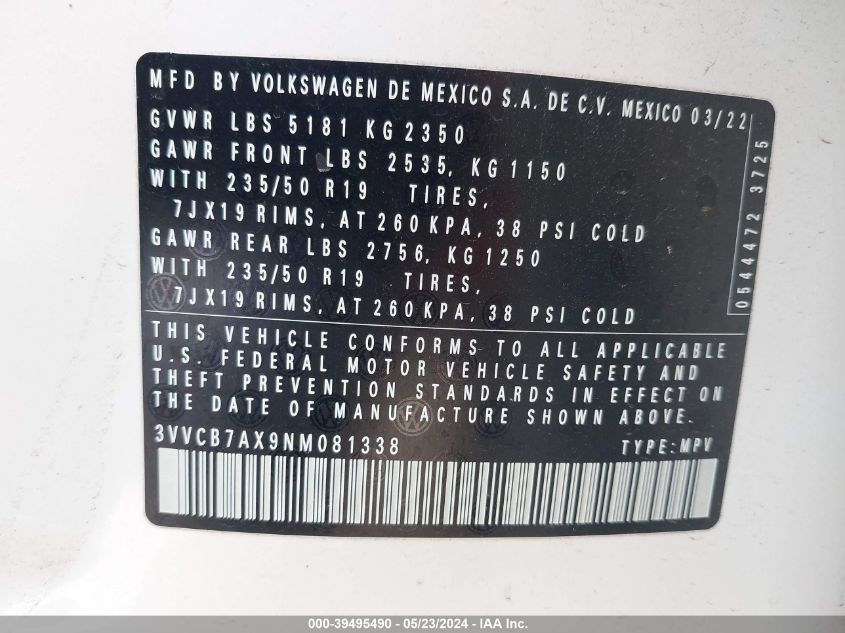 MFD BY VOLKSWAGEN DE MEXICO S.A. DE C.V. MEXICO 03/22
GVWR LBS 5181 KG 2350
GAWR FRONT LBS 2535, KG 1150
WITH 235/50 R19 TIRES,
7JX19 RIMS, AT 260 KPA, 38 PSI COLD
GAWR REAR LBS 2756, KG 1250
WITH 235/50 R19 TIRES,
7JX19 RIMS, AT 260 KPA, 38 PSI COLD
0544472 3725
THIS VEHICLE CONFORMS TO ALL APPLICABLE
U.S. FEDERAL MOTOR VEHICLE SAFETY AND
THEFT PREVENTION STANDARDS IN EFFECT ON
THE DATE OF MANUFACTURE SHOWN ABOVE.
3VVCB7AX9NM081338 TYPE:MPV
000-39495490 - 05/23/2024 - IAA Inc.